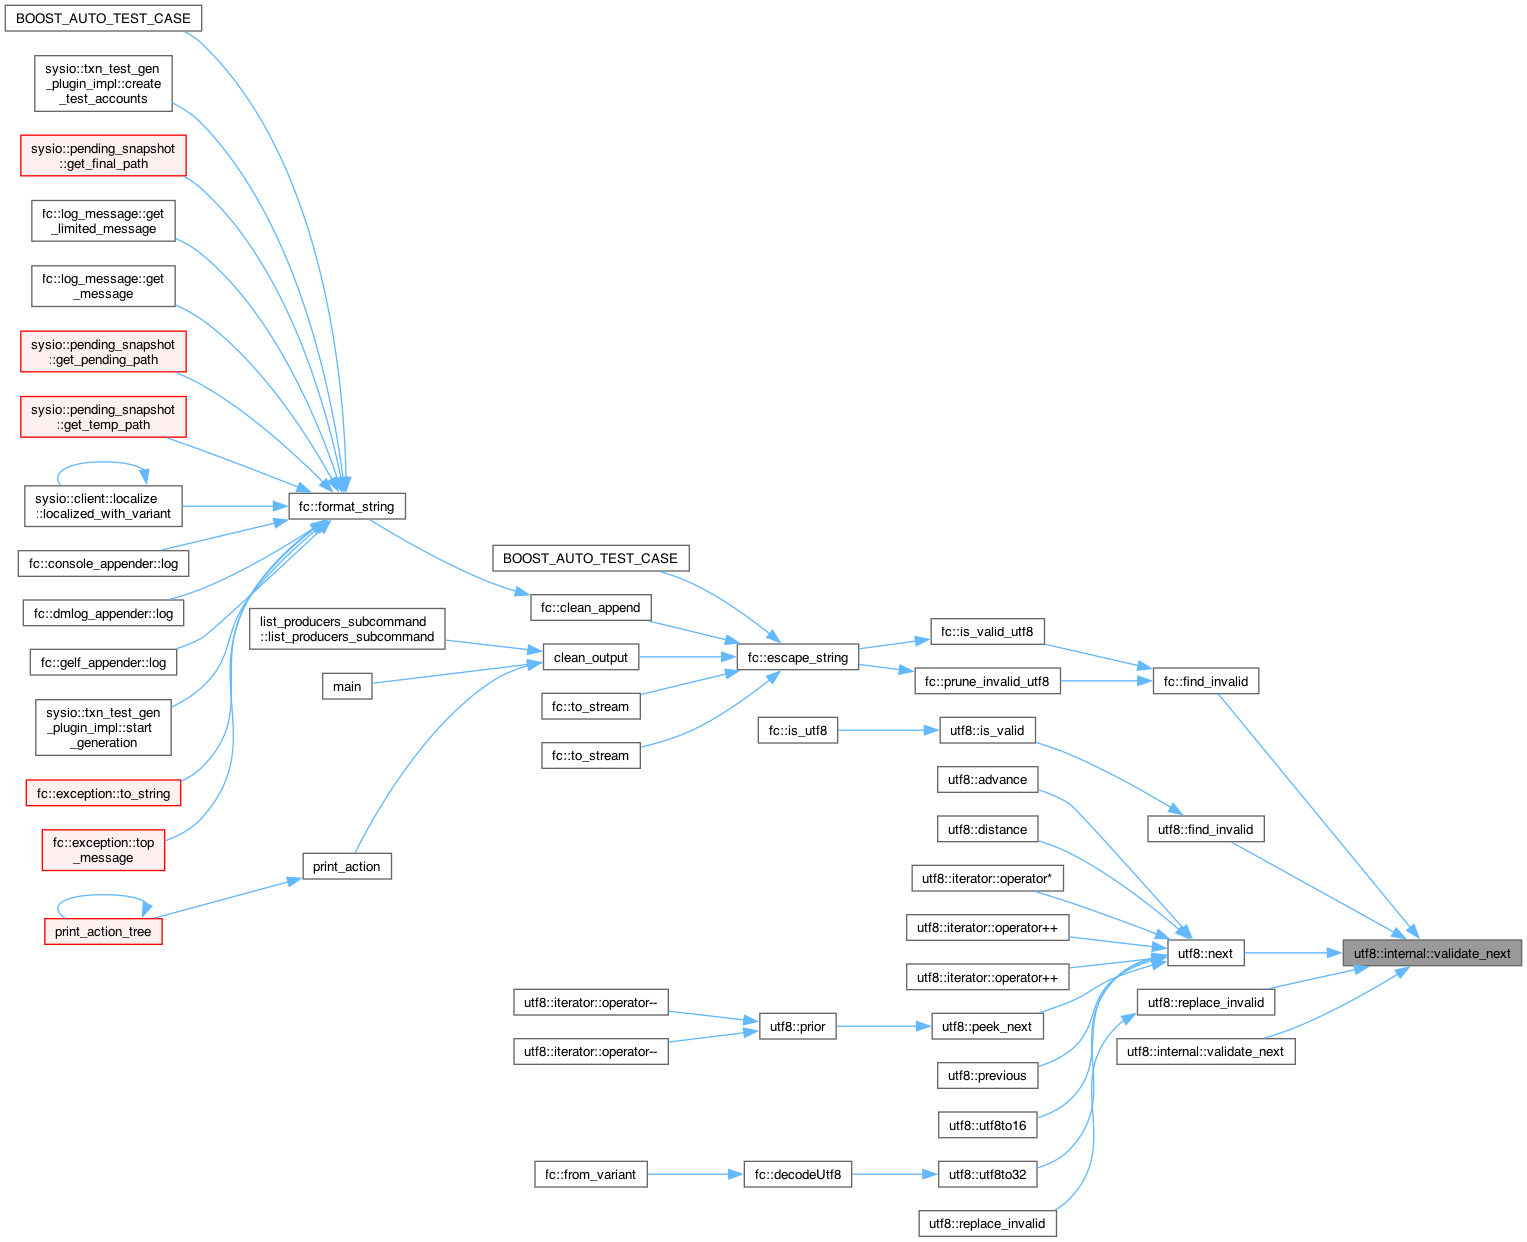 BOOST_AUTO_TEST_CASE
sysio::txn_test_gen
_plugin_impl::create
_test_accounts
sysio::pending_snapshot
::get_final_path
fc::log_message::get
_limited_message
fc::log_message::get
_message
sysio::pending_snapshot
::get_pending_path
sysio::pending_snapshot
::get_temp_path
sysio::client::localize
::localized_with_variant
fc::console_appender::log
fc::dmlog_appender::log
fc::gelf_appender::log
sysio::txn_test_gen
_plugin_impl::start
_generation
fc::exception::to_string
fc::exception::top
_message
print_action_tree
fc::format_string
list_producers_subcommand
::list_producers_subcommand
main
print_action
BOOST_AUTO_TEST_CASE
fc::clean_append
clean_output
fc::to_stream
fc::to_stream
utf8::iterator::operator--
utf8::iterator::operator--
fc::from_variant
fc::escape_string
fc::is_utf8
utf8::prior
fc::decodeUtf8
fc::is_valid_utf8
fc::prune_invalid_utf8
utf8::is_valid
utf8::advance
utf8::distance
utf8::iterator::operator*
utf8::iterator::operator++
utf8::iterator::operator++
utf8::peek_next
utf8::previous
utf8::utf8to16
utf8::utf8to32
utf8::replace_invalid
fc::find_invalid
utf8::find_invalid
utf8::next
utf8::replace_invalid
utf8::internal::validate_next
utf8::internal::validate_next